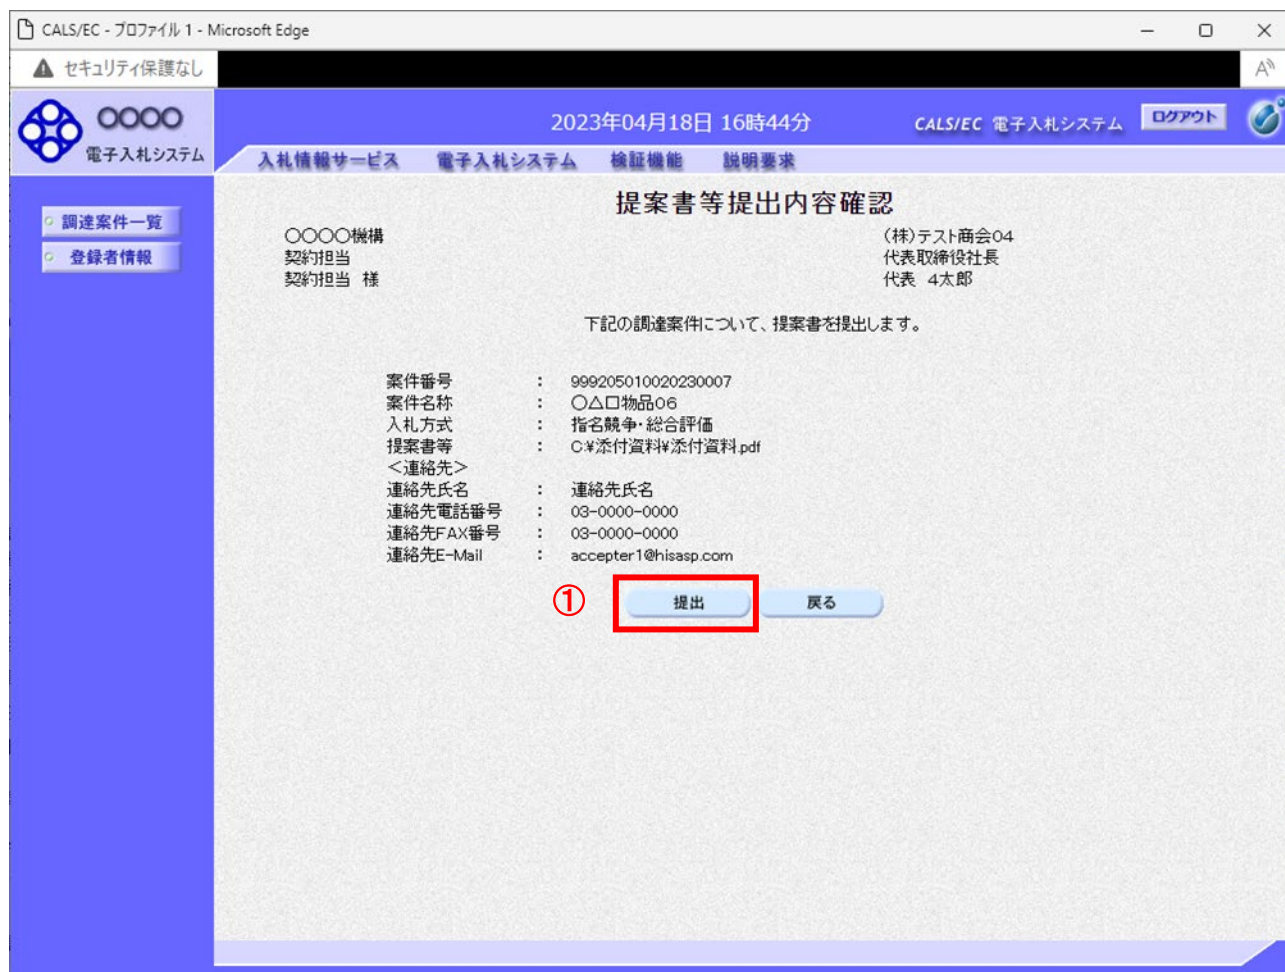 CALS/EC - プロファイル 1 - Microsoft Edge
セキュリティ保護なし
〇〇〇〇
電子入札システム
2023年04月18日 16時44分
CALS/EC 電子入札システム
ログアウト
入札情報サービス 電子入札システム 検証機能 説明要求
調達案件一覧
登録者情報
提案書等提出内容確認
〇〇〇〇機構
契約担当
契約担当 様
(株)テスト商会04
代表取締役社長
代表 4太郎
下記の調達案件について、提案書を提出します。
案件番号 : 999205010020230007
案件名称 : 〇△口物品06
入札方式 : 指名競争・総合評価
提案書等 : C:¥添付資料¥添付資料.pdf
<連絡先>
連絡先氏名 : 連絡先氏名
連絡先電話番号 : 03-0000-0000
連絡先FAX番号 : 03-0000-0000
連絡先E-Mail : accepter1@hisasp.com
① 提出 戻る